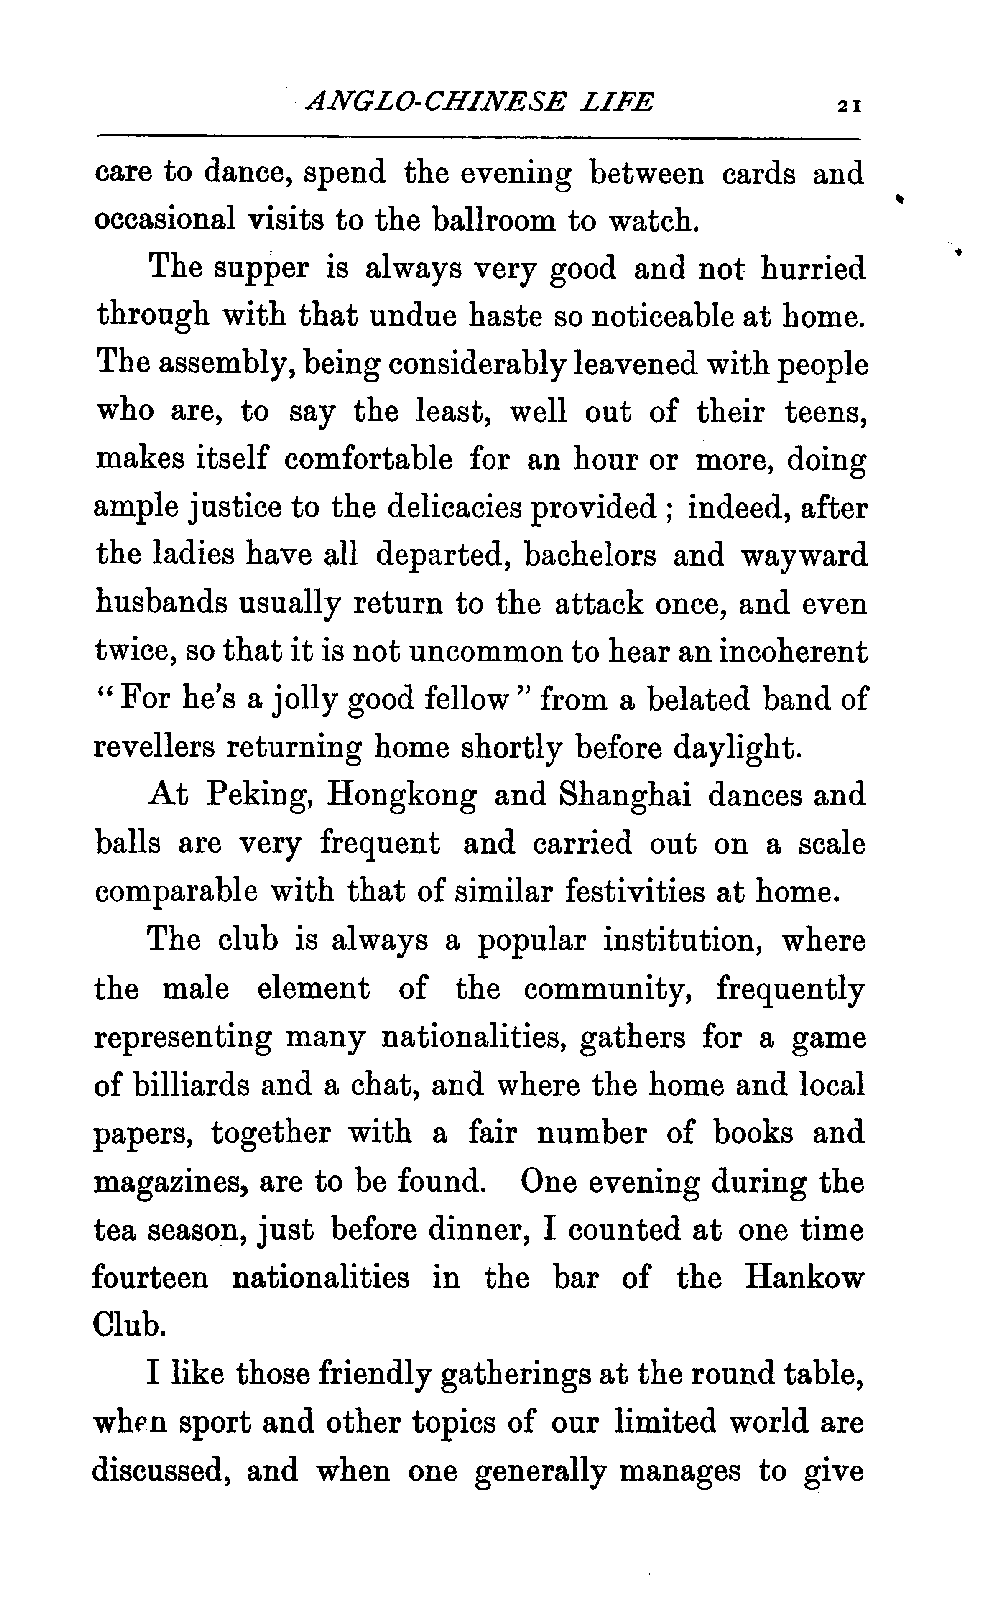 ANGLO-CHINESE LIFE 21
care to dance, spend the evening between cards and
occasional visits to the ballroom to watch.
The supper is always very good and not hurried
through with that undue haste so noticeable at home.
The assembly, being considerably leavened with people
who are, to say the least, well out of their teens,
makes itself comfortable for an hour or more, doing
ample justice to the delicacies provided ; indeed, after
the ladies have all departed, bachelors and wayward
husbands usually return to the attack once, and even
twice, so that it is not uncommon to hear an incoherent
“For he’s a jolly good fellow” from a belated band of
revellers returning home shortly before daylight.
At Peking, Hongkong and Shanghai dances and
balls are very frequent and carried out on a scale
comparable with that of similar festivities at home.
The club is always a popular institution, where
the male element of the community, frequently
representing many nationalities, gathers for a game
of billiards and a chat, and where the home and local
papers, together with a fair number of books and
magazines, are to be found. One evening during the
tea season, just before dinner, I counted at one time
fourteen nationalities in the bar of the Hankow
Club.
I like those friendly gatherings at the round table,
when sport and other topics of our limited world are
discussed, and when one generally manages to give